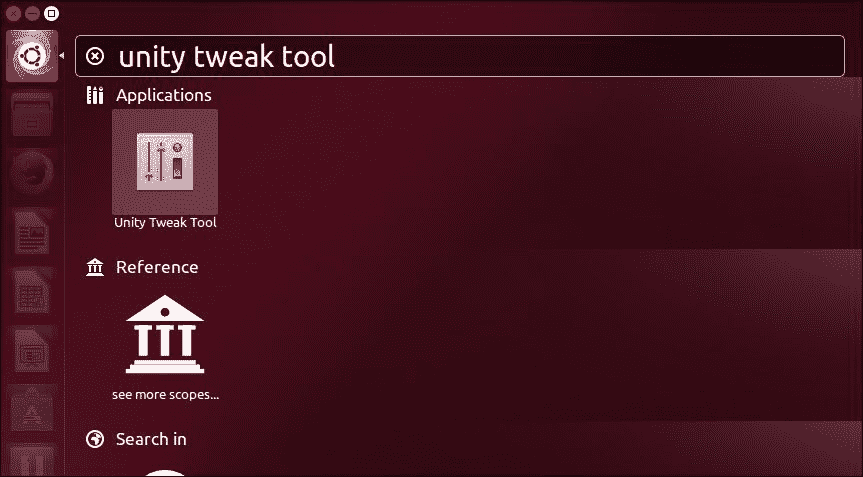 unity tweak tool
Applications
Unity Tweak Tool
Reference
see more scopes...
Search in